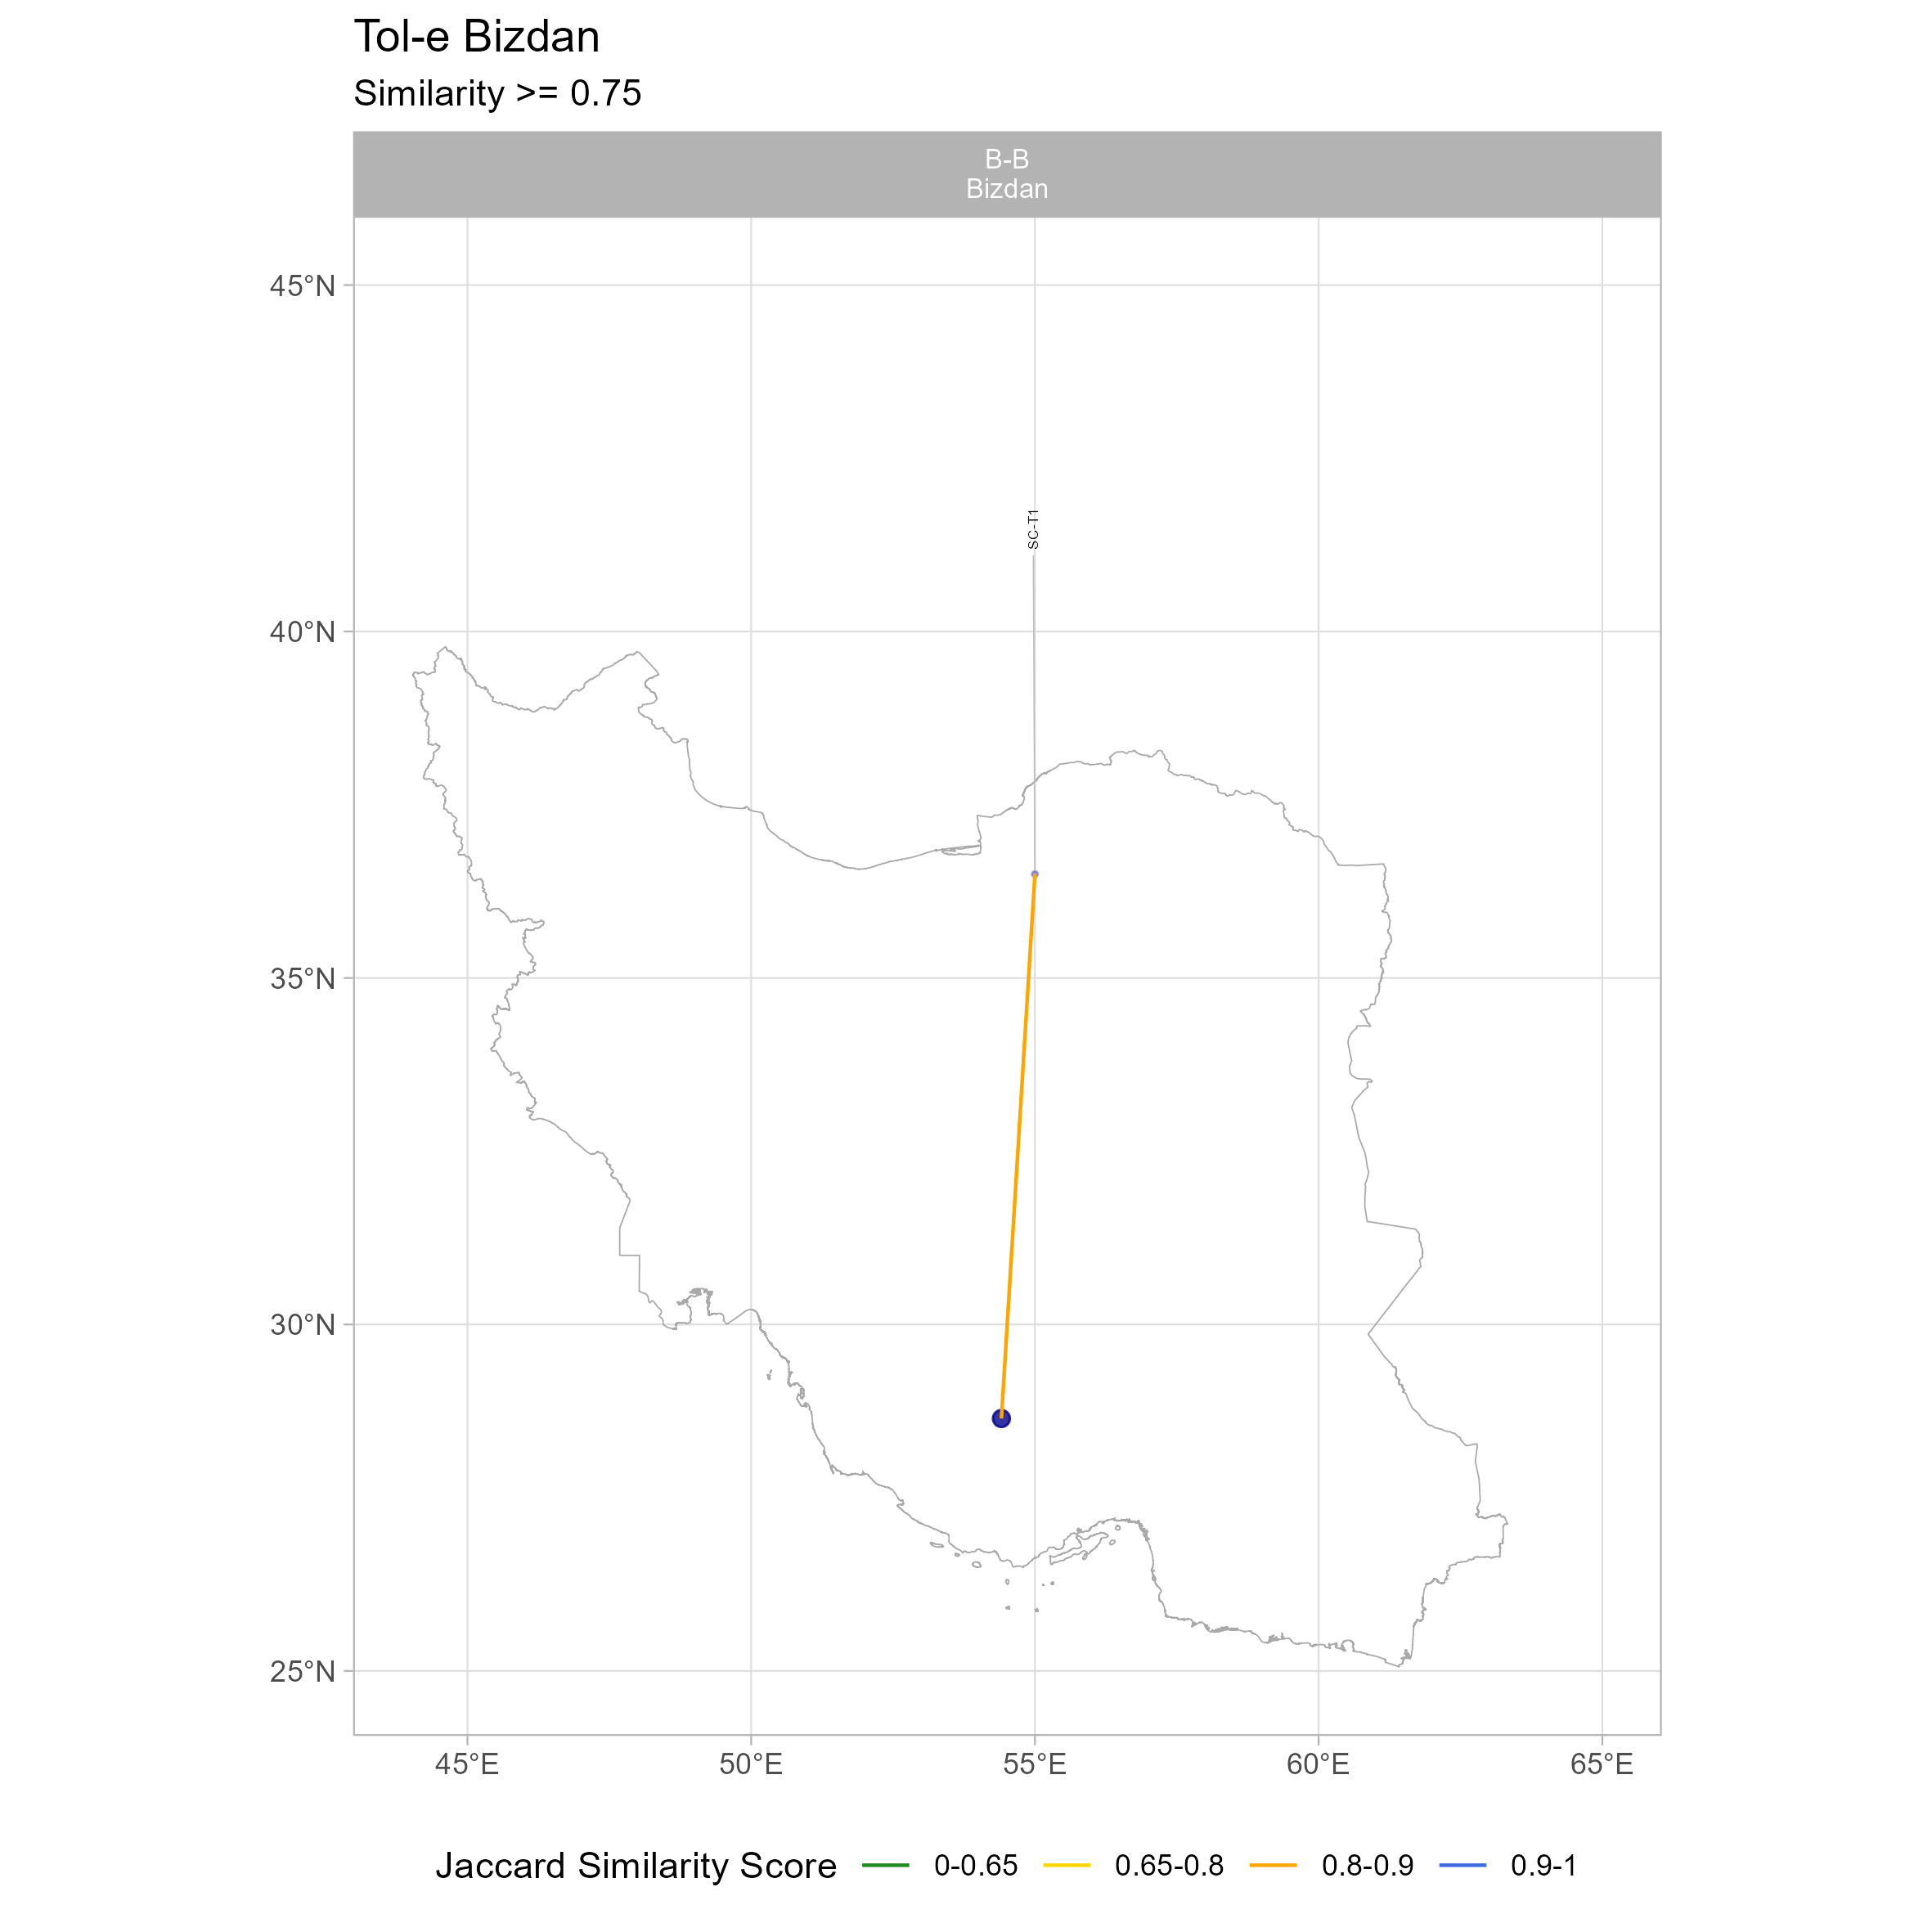 Tol-e Bizdan
Similarity >= 0.75
B-B
Bizdan
45°N
SC-T1
40°N
35°N
30°N
25°N
45°E 50°E 55°E 60°E 65°E
Jaccard Similarity Score 0-0.65 0.65-0.8 0.8-0.9 0.9-1